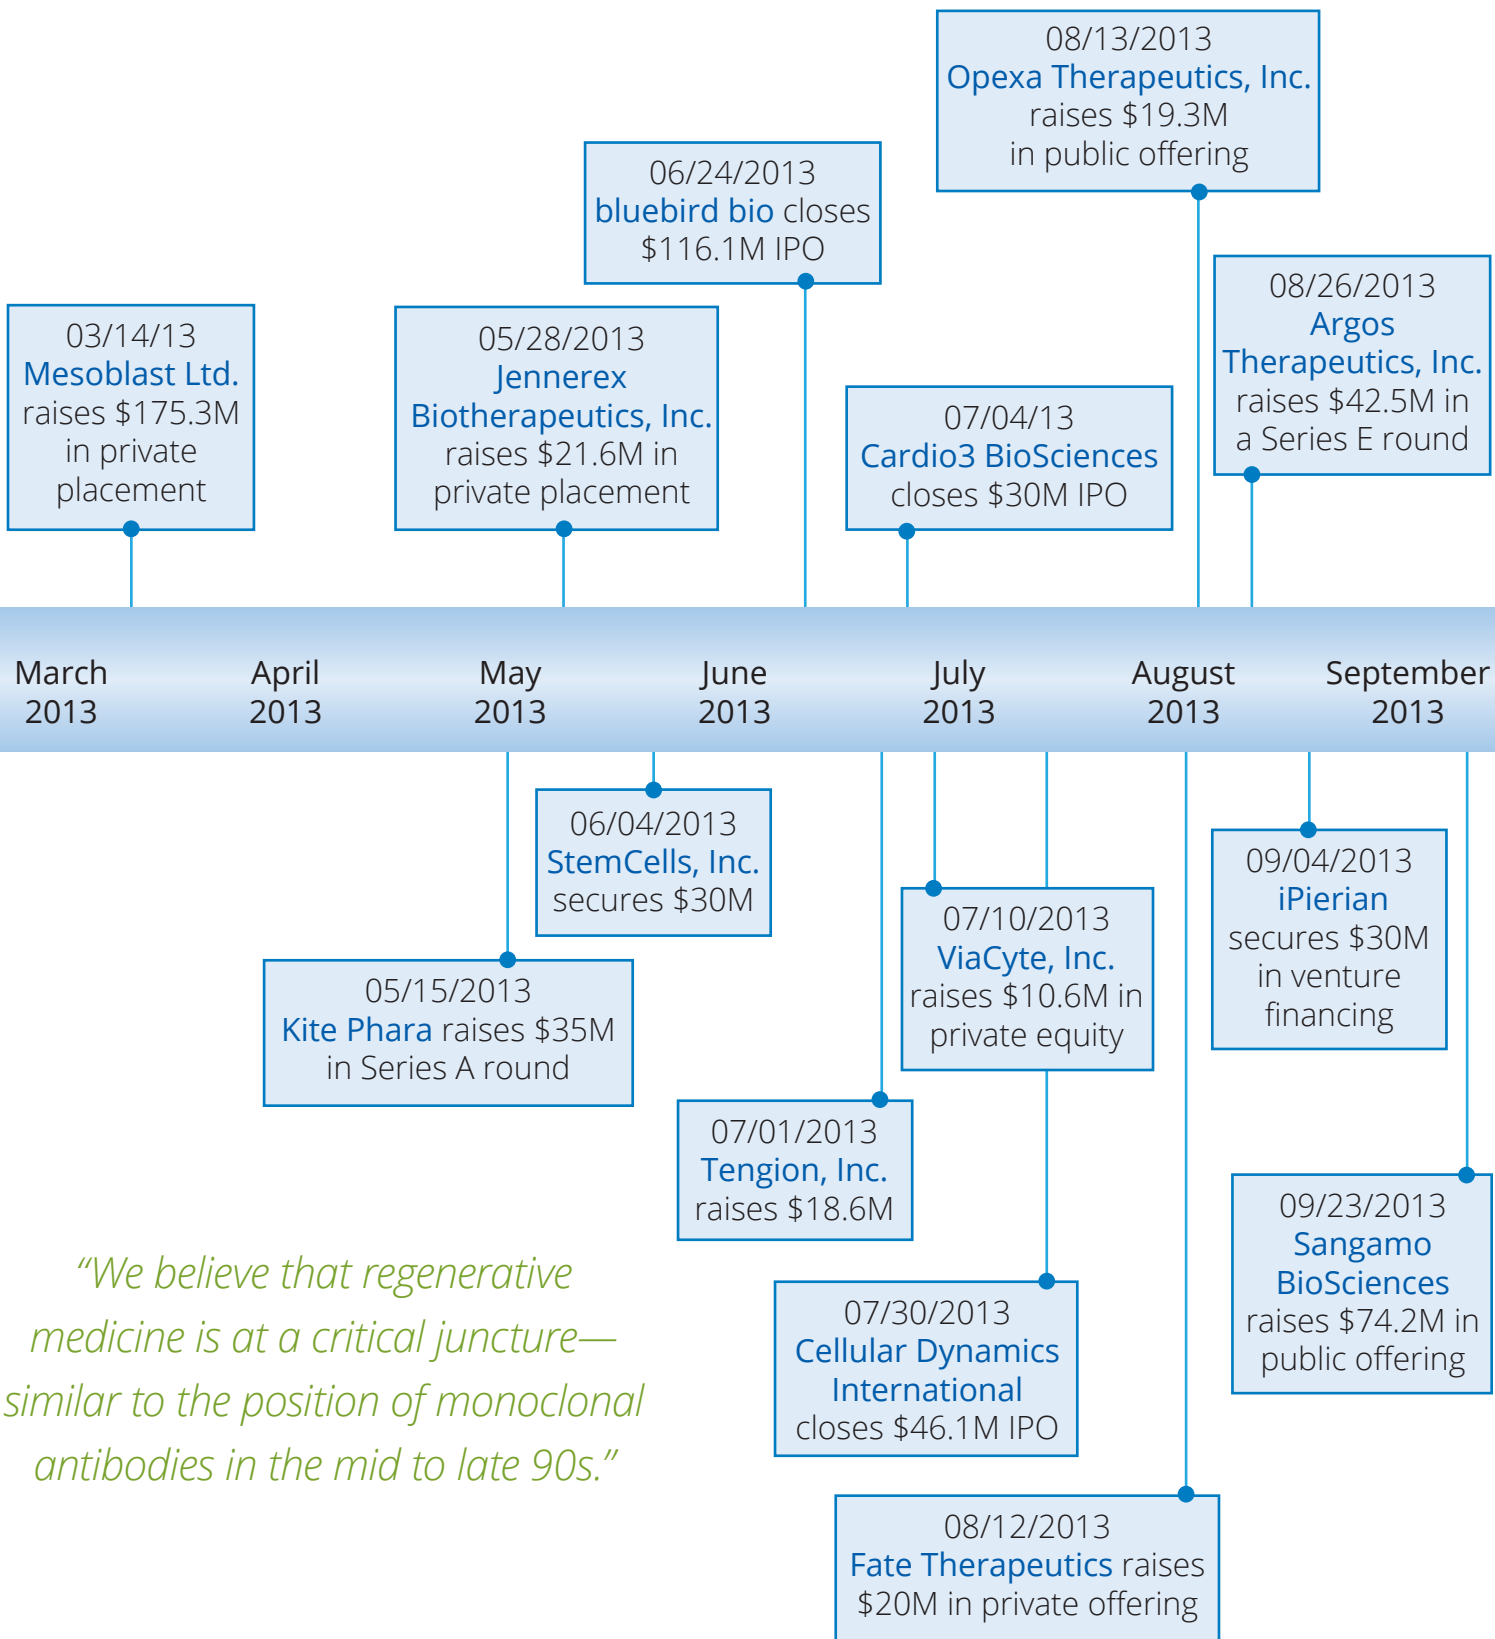 08/13/2013
Opexa Therapeutics, Inc.
raises $19.3M
in public offering
06/24/2013
bluebird bio closes
$116.1M IPO
08/26/2013
Argos
Therapeutics, Inc.
raises $42.5M in
a Series E round
03/14/13
Mesoblast Ltd.
raises $175.3M
in private
placement
05/28/2013
Jennerex
Biotherapeutics, Inc.
raises $21.6M in
private placement
07/04/13
Cardio3 BioSciences
closes $30M IPO
March
2013
April
2013
May
2013
June
2013
July
2013
August
2013
September
2013
06/04/2013
StemCells, Inc.
secures $30M
09/04/2013
iPierian
secures $30M
in venture
financing
07/10/2013
ViaCyte, Inc.
raises $10.6M in
private equity
05/15/2013
Kite Phara raises $35M
in Series A round
07/01/2013
Tengion, Inc.
raises $18.6M
09/23/2013
Sangamo
BioSciences
raises $74.2M in
public offering
“We believe that regenerative
medicine is at a critical juncture—
similar to the position of monoclonal
antibodies in the mid to late 90s.”
07/30/2013
Cellular Dynamics
International
closes $46.1M IPO
08/12/2013
Fate Therapeutics raises
$20M in private offering